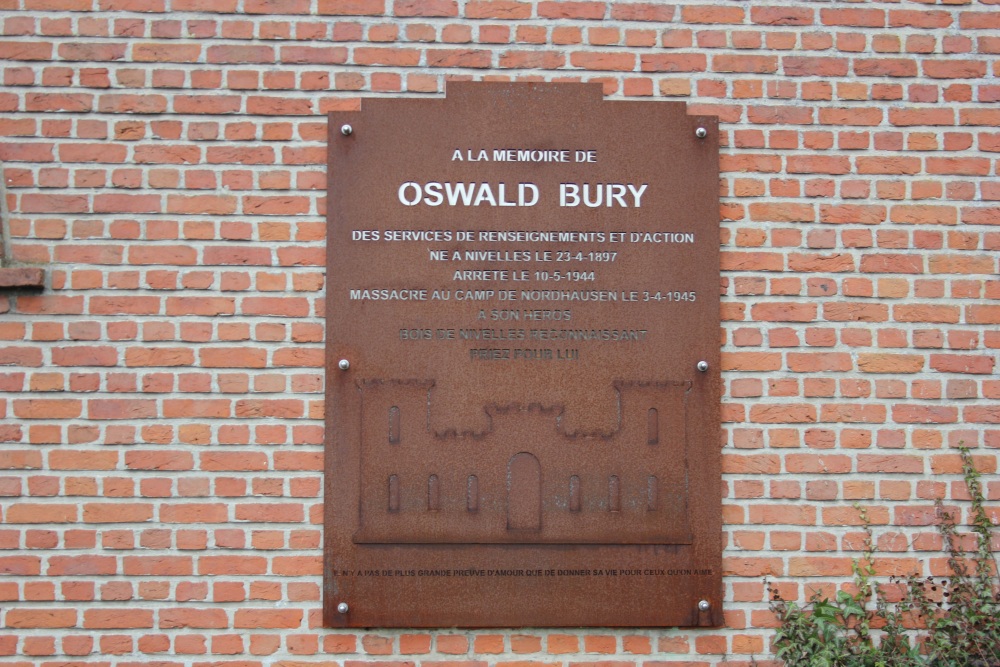 A LA MEMOIRE DE
OSWALD BURY
DES SERVICES DE RENSEIGNEMENTS ET D'ACTION
NE A NIVELLES LE 23-4-1897
ARRETE LE 10-5-1944
MASSACRE AU CAMP DE NORDHAUSEN LE 3-4-1945
A SON HEROS
BOIS DE NIVELLES RECONNAISSANT
PRIEZ POUR LUI
IL N'Y A PAS DE PLUS GRANDE PREUVE D'AMOUR QUE DE DONNER SA VIE POUR CEUX QU'ON AIME